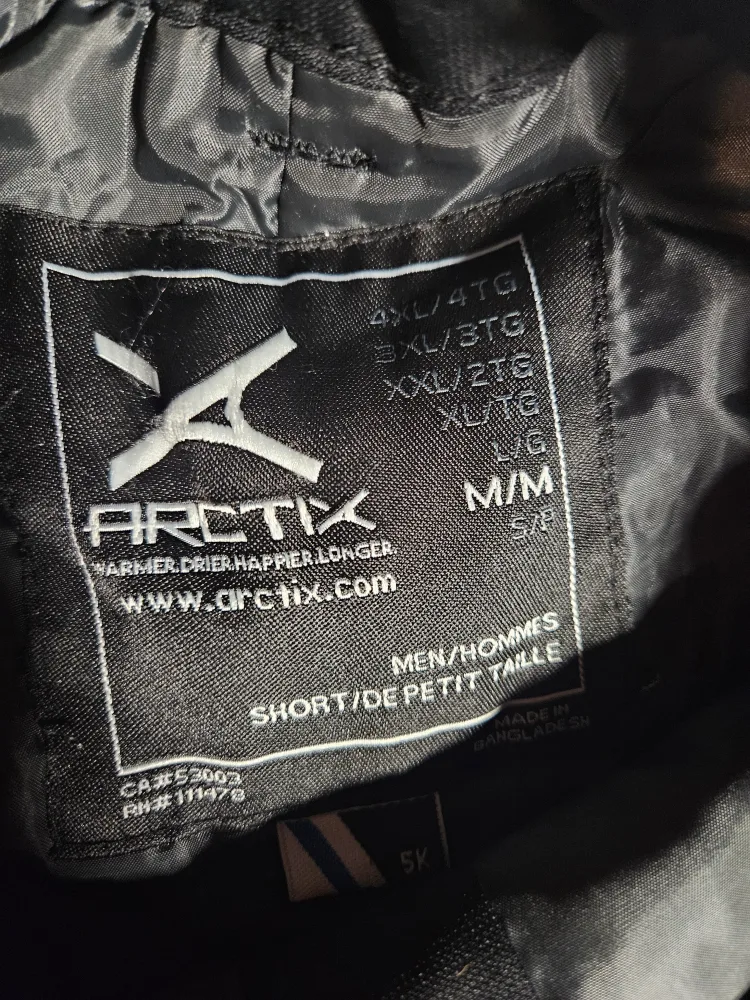 4XL/4TG
3XL/3TG
XXL/2TG
XL/TG
L/G
M/M
S/P
ARCTIX
WARMER.DRIER.HAPPIER.LONGER.
www.arctix.com
MEN/HOMMES
SHORT/DE PETIT TAILLE
MADE IN
BANGLADESH
CA#53003
RN#111478
5K